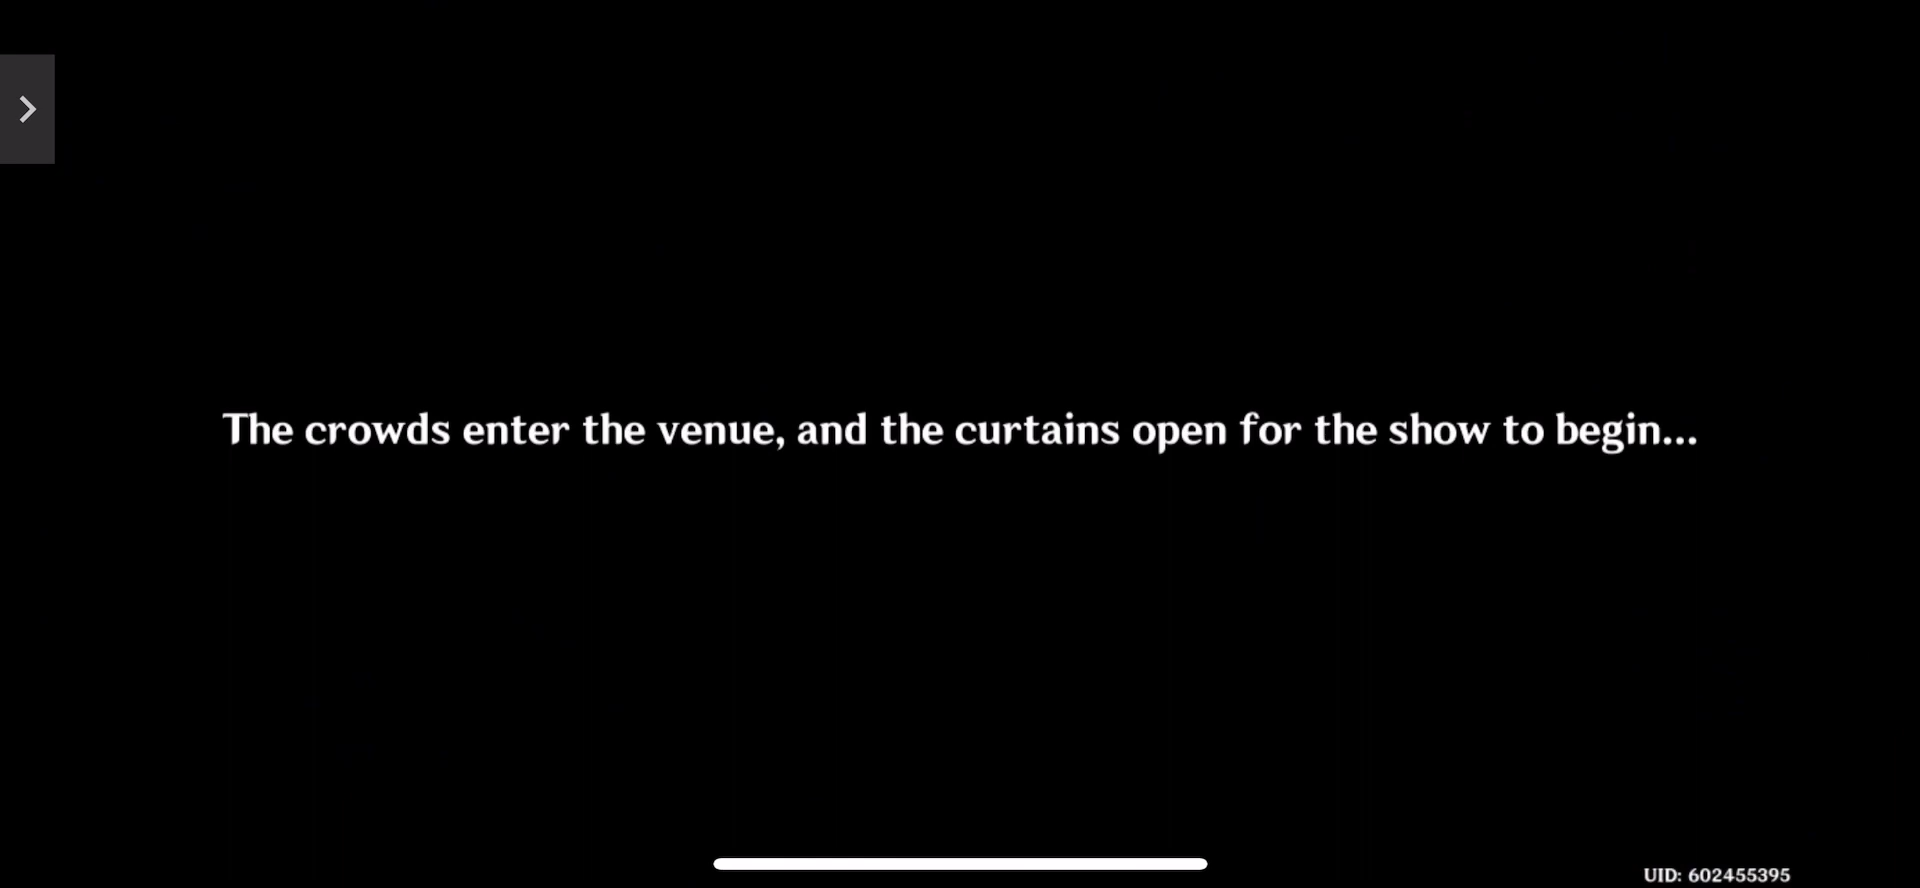 The crowds enter the venue, and the curtains open for the show to begin...
UID: 602455395